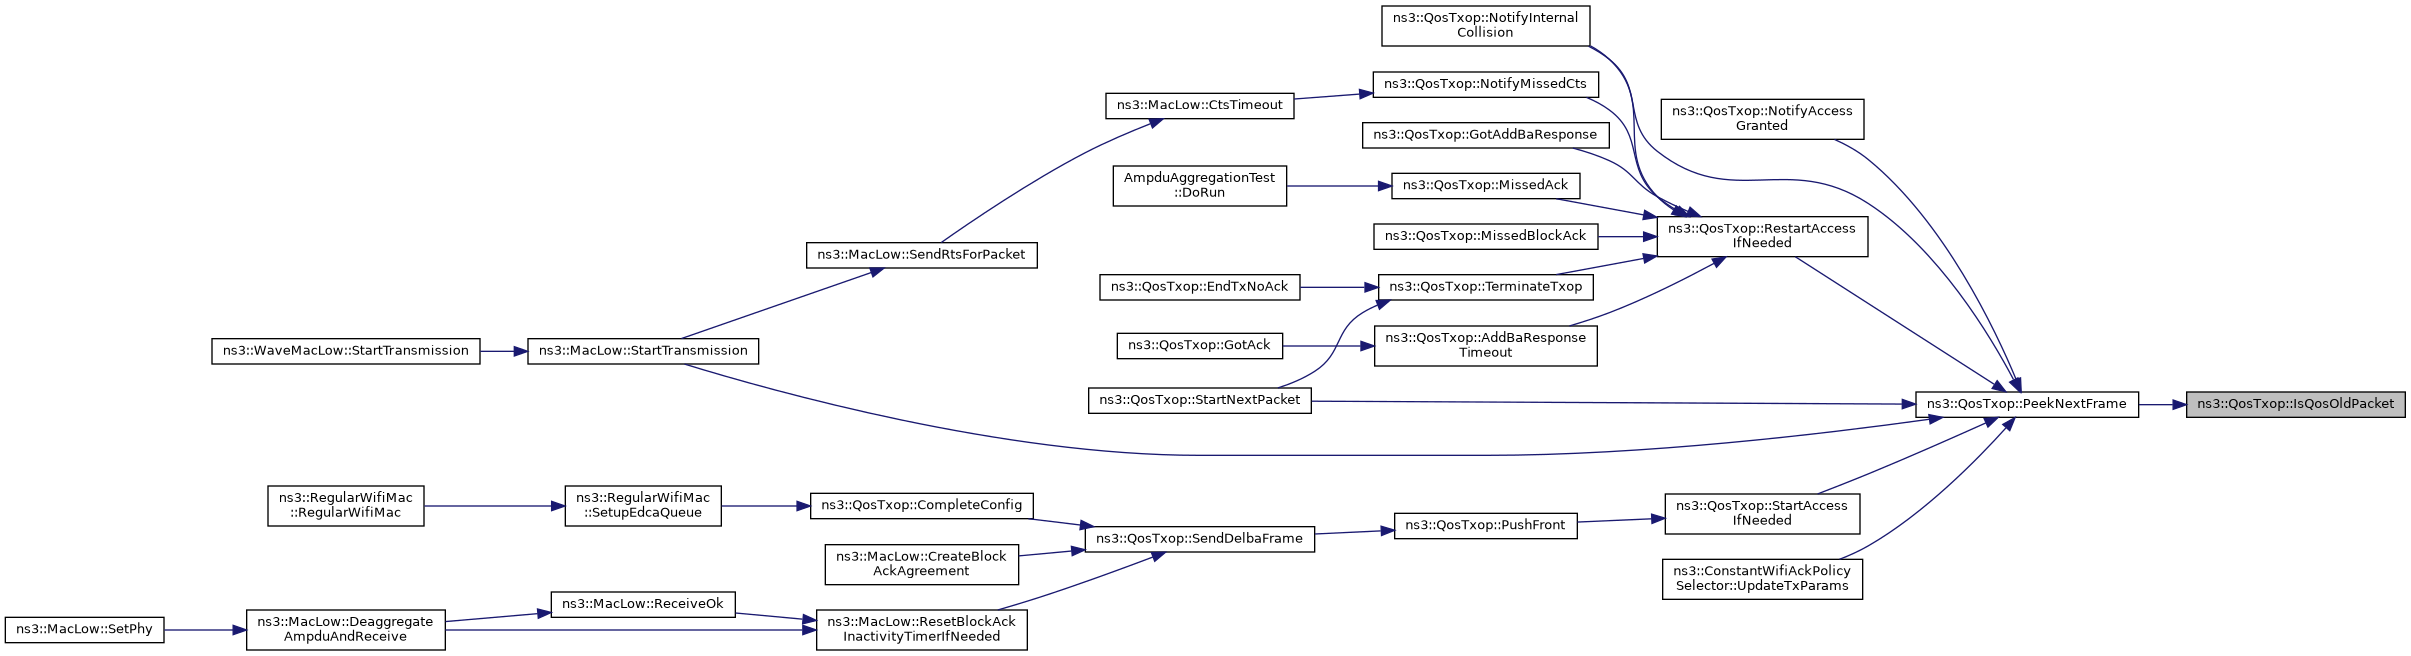 ns3::QosTxop::NotifyInternal
Collision
ns3::QosTxop::NotifyMissedCts
ns3::MacLow::CtsTimeout
ns3::QosTxop::NotifyAccess
Granted
ns3::QosTxop::GotAddBaResponse
AmpduAggregationTest
::DoRun
ns3::QosTxop::MissedAck
ns3::QosTxop::RestartAccess
IfNeeded
ns3::QosTxop::MissedBlockAck
ns3::MacLow::SendRtsForPacket
ns3::QosTxop::EndTxNoAck
ns3::QosTxop::TerminateTxop
ns3::WaveMacLow::StartTransmission
ns3::MacLow::StartTransmission
ns3::QosTxop::GotAck
ns3::QosTxop::AddBaResponse
Timeout
ns3::QosTxop::StartNextPacket
ns3::QosTxop::PeekNextFrame
ns3::QosTxop::IsQosOldPacket
ns3::RegularWifiMac
::RegularWifiMac
ns3::RegularWifiMac
::SetupEdcaQueue
ns3::QosTxop::CompleteConfig
ns3::QosTxop::StartAccess
IfNeeded
ns3::QosTxop::PushFront
ns3::QosTxop::SendDelbaFrame
ns3::MacLow::CreateBlock
AckAgreement
ns3::ConstantWifiAckPolicy
Selector::UpdateTxParams
ns3::MacLow::ReceiveOk
ns3::MacLow::SetPhy
ns3::MacLow::Deaggregate
AmpduAndReceive
ns3::MacLow::ResetBlockAck
InactivityTimerIfNeeded